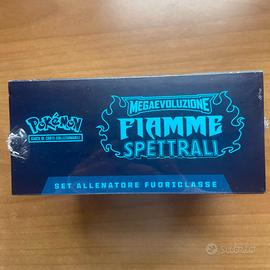 MEGAEVOLUZIONE
POKÉMON
GIOCO DI CARTE COLLEZIONABILI
FIAMME
SPETTRALI
SET ALLENATORE FUORICLASSE
subito